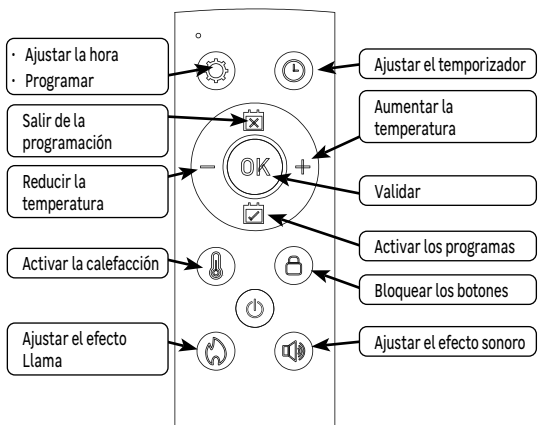 · Ajustar la hora
· Programar
Ajustar el temporizador
Salir de la
programación
Aumentar la
temperatura
OK
Reducir la
temperatura
Validar
Activar los programas
Activar la calefacción
Bloquear los botones
Ajustar el efecto
Llama
Ajustar el efecto sonoro